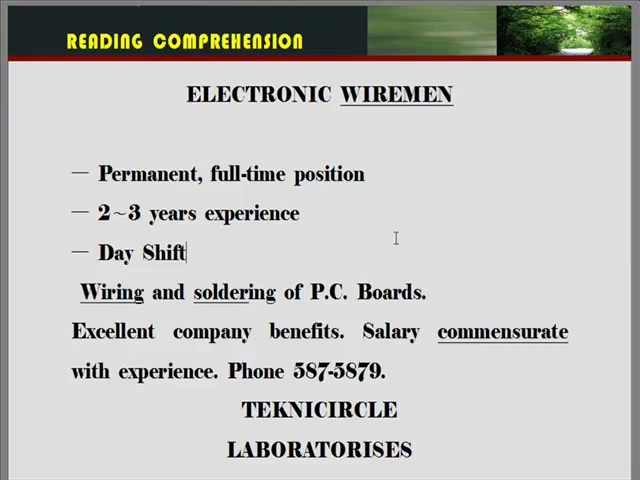 READING COMPREHENSION
ELECTRONIC WIREMEN
— Permanent, full-time position
— 2~3 years experience
— Day Shift
Wiring and soldering of P.C. Boards.
Excellent company benefits. Salary commensurate
with experience. Phone 587-5879.
TEKNICIRCLE
LABORATORISES